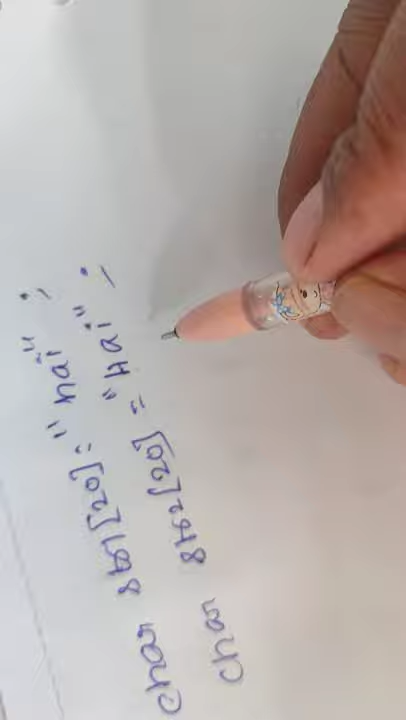 char str1[20]= "hai" ;
char str2[20] = "Hai" ;